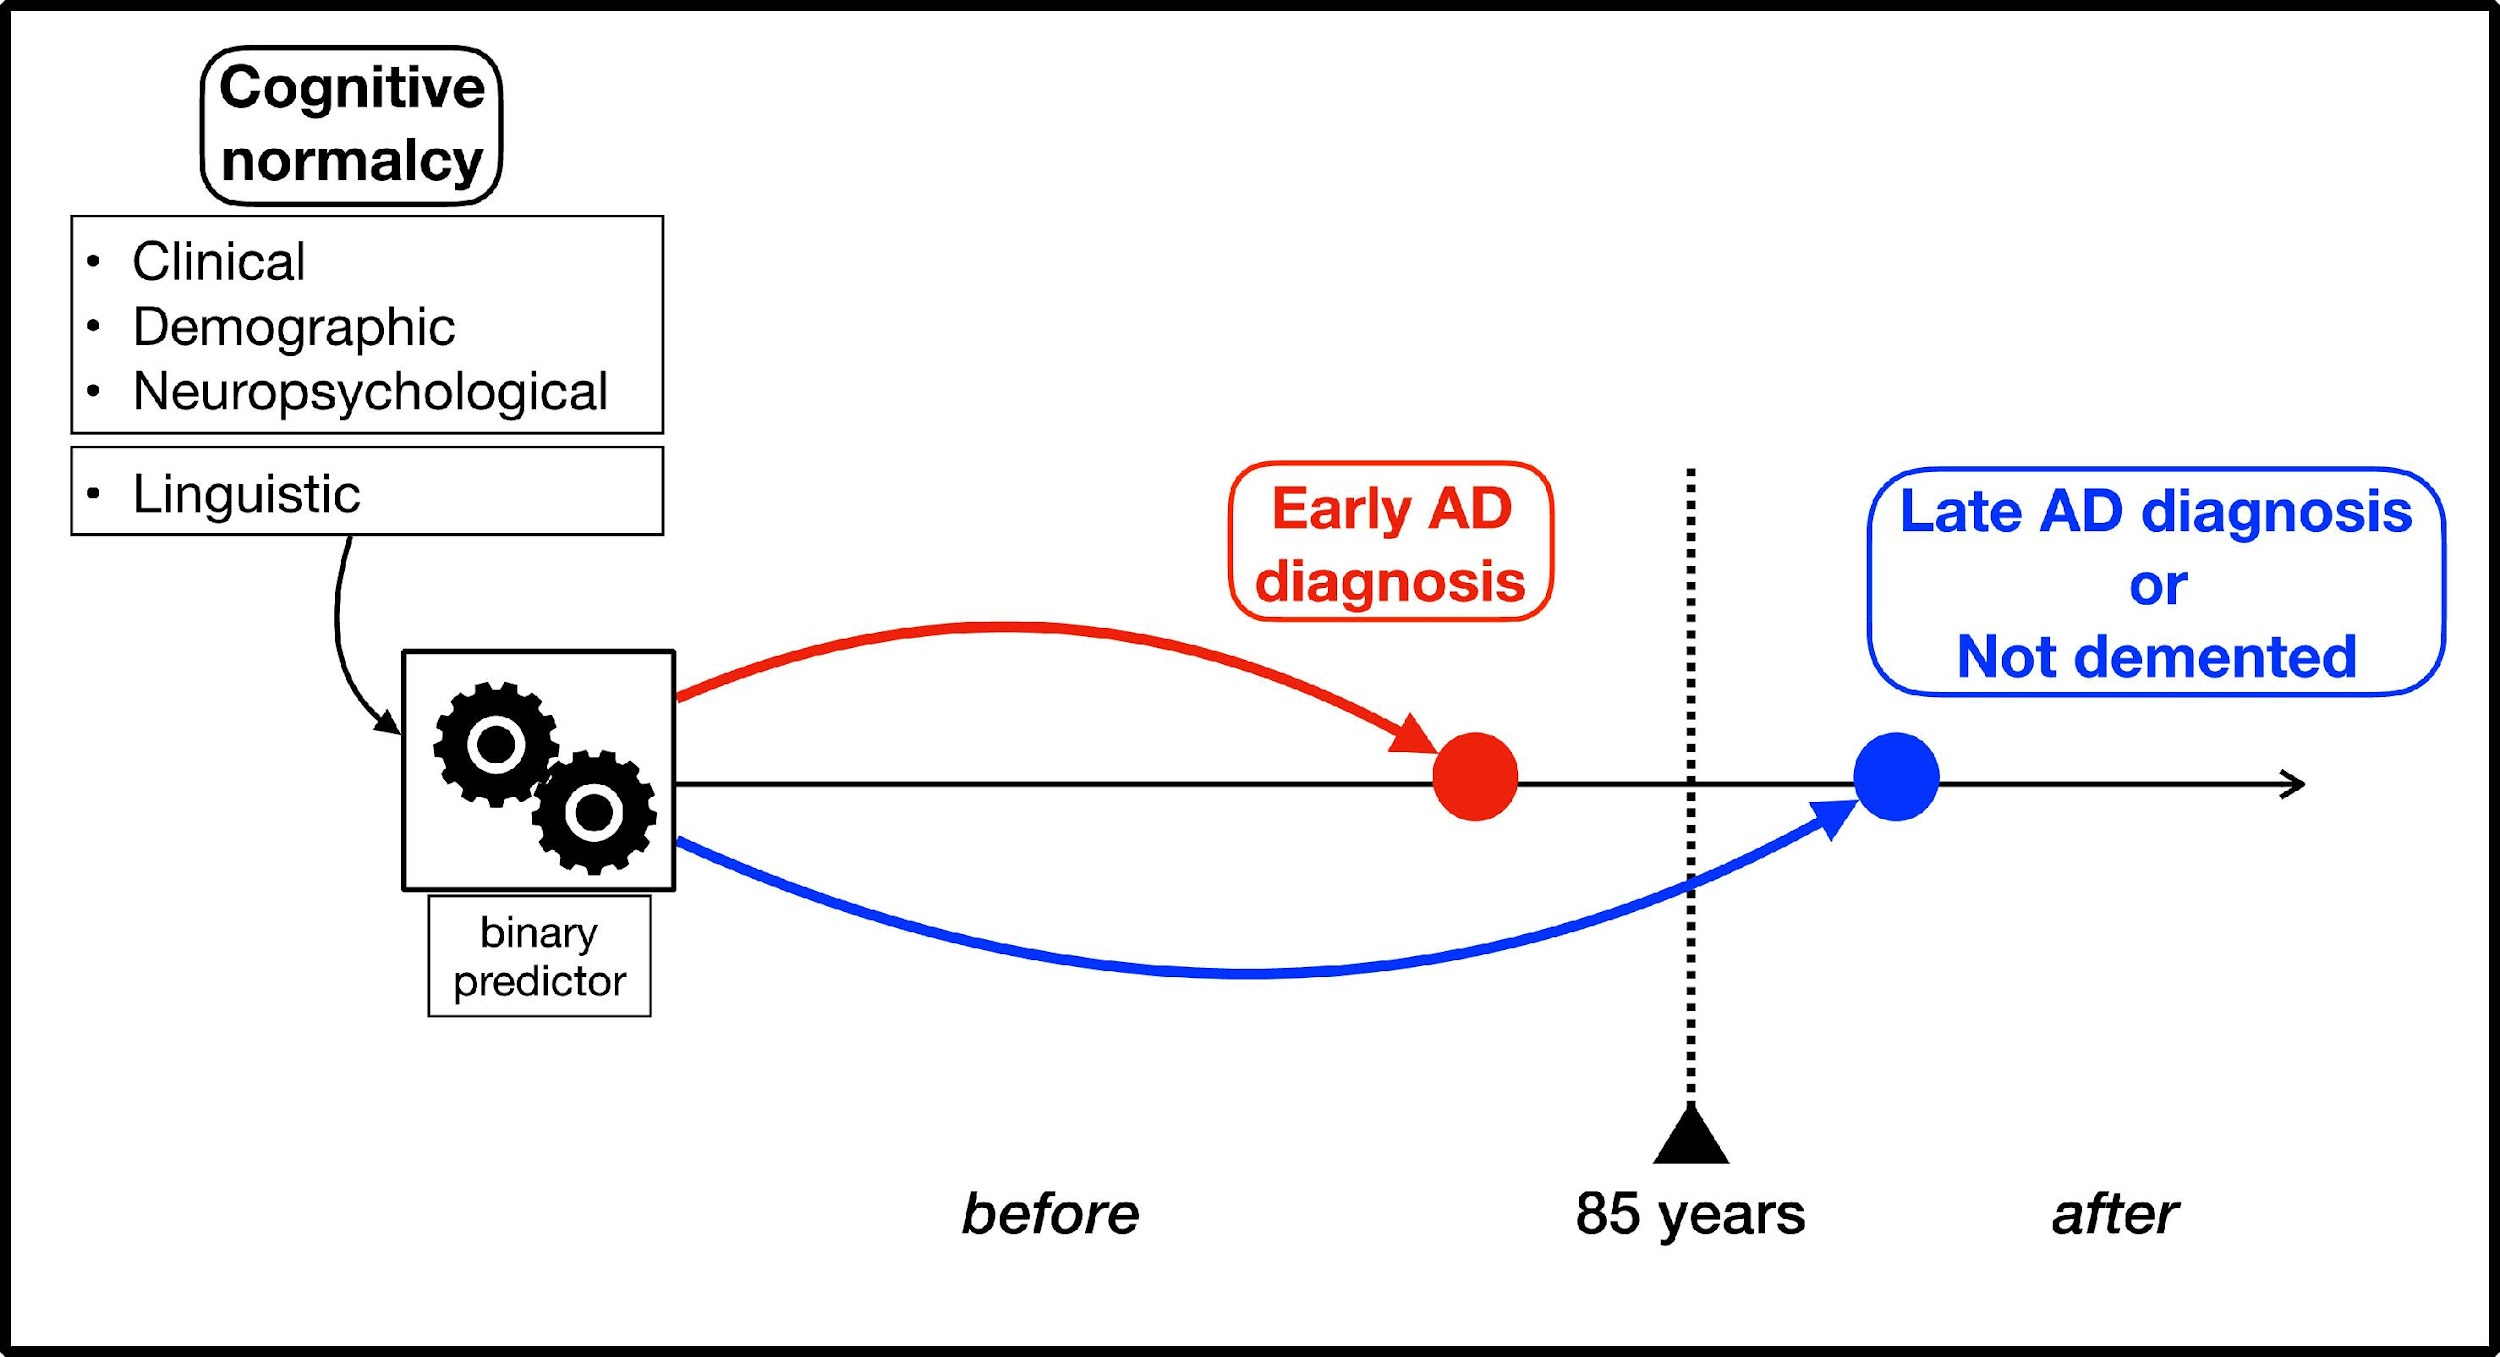 Cognitive
normalcy
• Clinical
• Demographic
• Neuropsychological
• Linguistic
binary
predictor
Early AD
diagnosis
Late AD diagnosis
or
Not demented
before
85 years
after